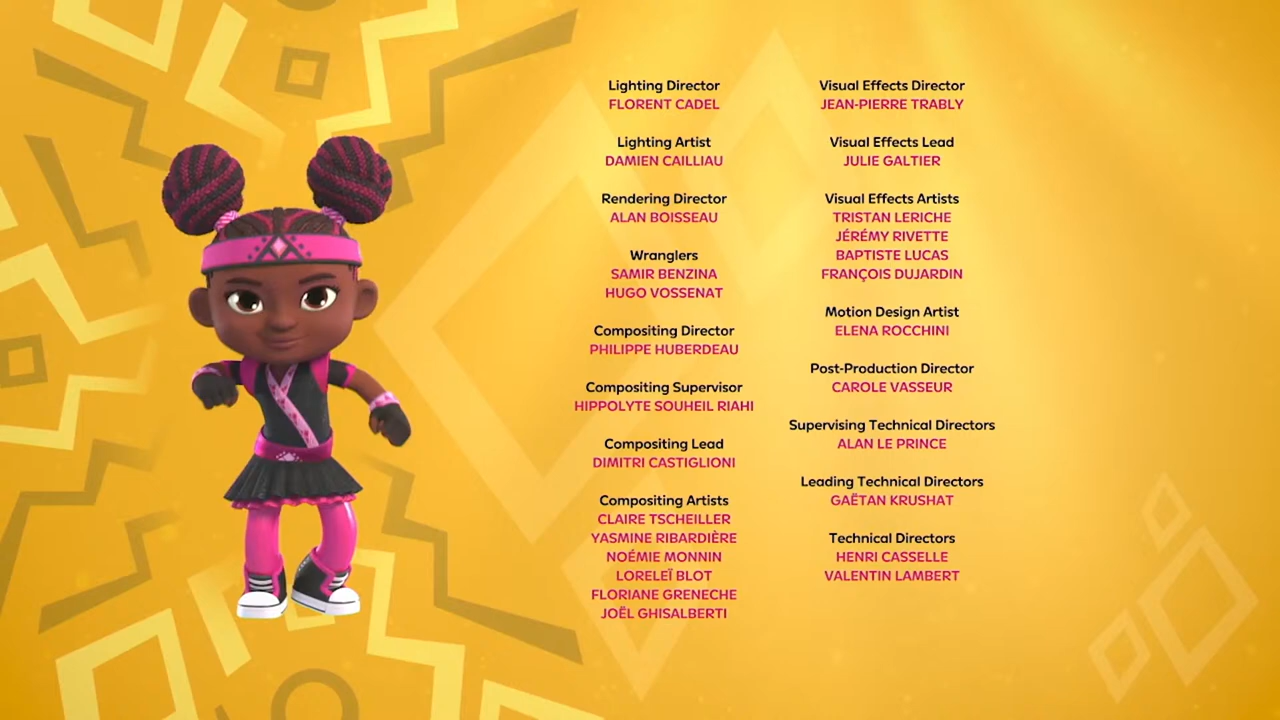 Lighting Director
FLORENT CADEL
Lighting Artist
DAMIEN CAILLIAU
Rendering Director
ALAN BOISSEAU
Wranglers
SAMIR BENZINA
HUGO VOSSENAT
Compositing Director
PHILIPPE HUBERDEAU
Compositing Supervisor
HIPPOLYTE SOUHEIL RIAHI
Compositing Lead
DIMITRI CASTIGLIONI
Compositing Artists
CLAIRE TSCHEILLER
YASMINE RIBARDIÈRE
NOÉMIE MONNIN
LORELEÏ BLOT
FLORIANE GRENECHE
JOËL GHISALBERTI
Visual Effects Director
JEAN-PIERRE TRABLY
Visual Effects Lead
JULIE GALTIER
Visual Effects Artists
TRISTAN LERICHE
JÉRÉMY RIVETTE
BAPTISTE LUCAS
FRANÇOIS DUJARDIN
Motion Design Artist
ELENA ROCCHINI
Post-Production Director
CAROLE VASSEUR
Supervising Technical Directors
ALAN LE PRINCE
Leading Technical Directors
GAËTAN KRUSHAT
Technical Directors
HENRI CASSELLE
VALENTIN LAMBERT